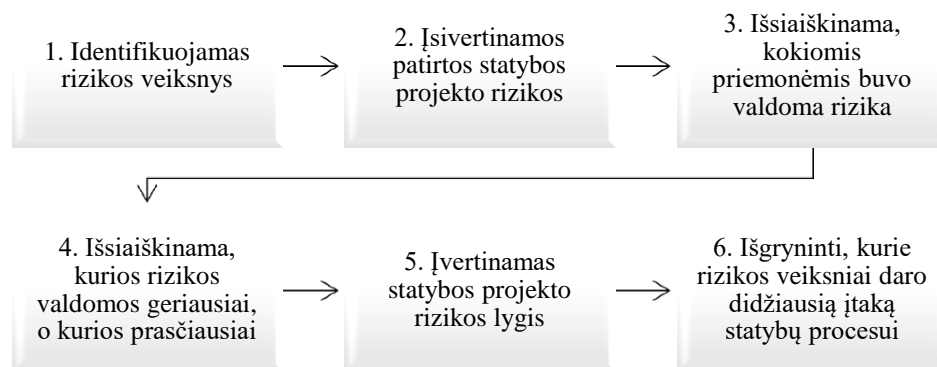 1. Identifikuojamas
rizikos veiksnys
2. Įsivertinamos
patirtos statybos
projekto rizikos
3. Išsiaiškinama,
kokiomis
priemonėmis buvo
valdoma rizika
4. Išsiaiškinama,
kurios rizikos
valdomos geriausiai,
o kurios prasčiausiai
5. Įvertinamas
statybos projekto
rizikos lygis
6. Išgryninti, kurie
rizikos veiksniai daro
didžiausią įtaką
statybų procesui